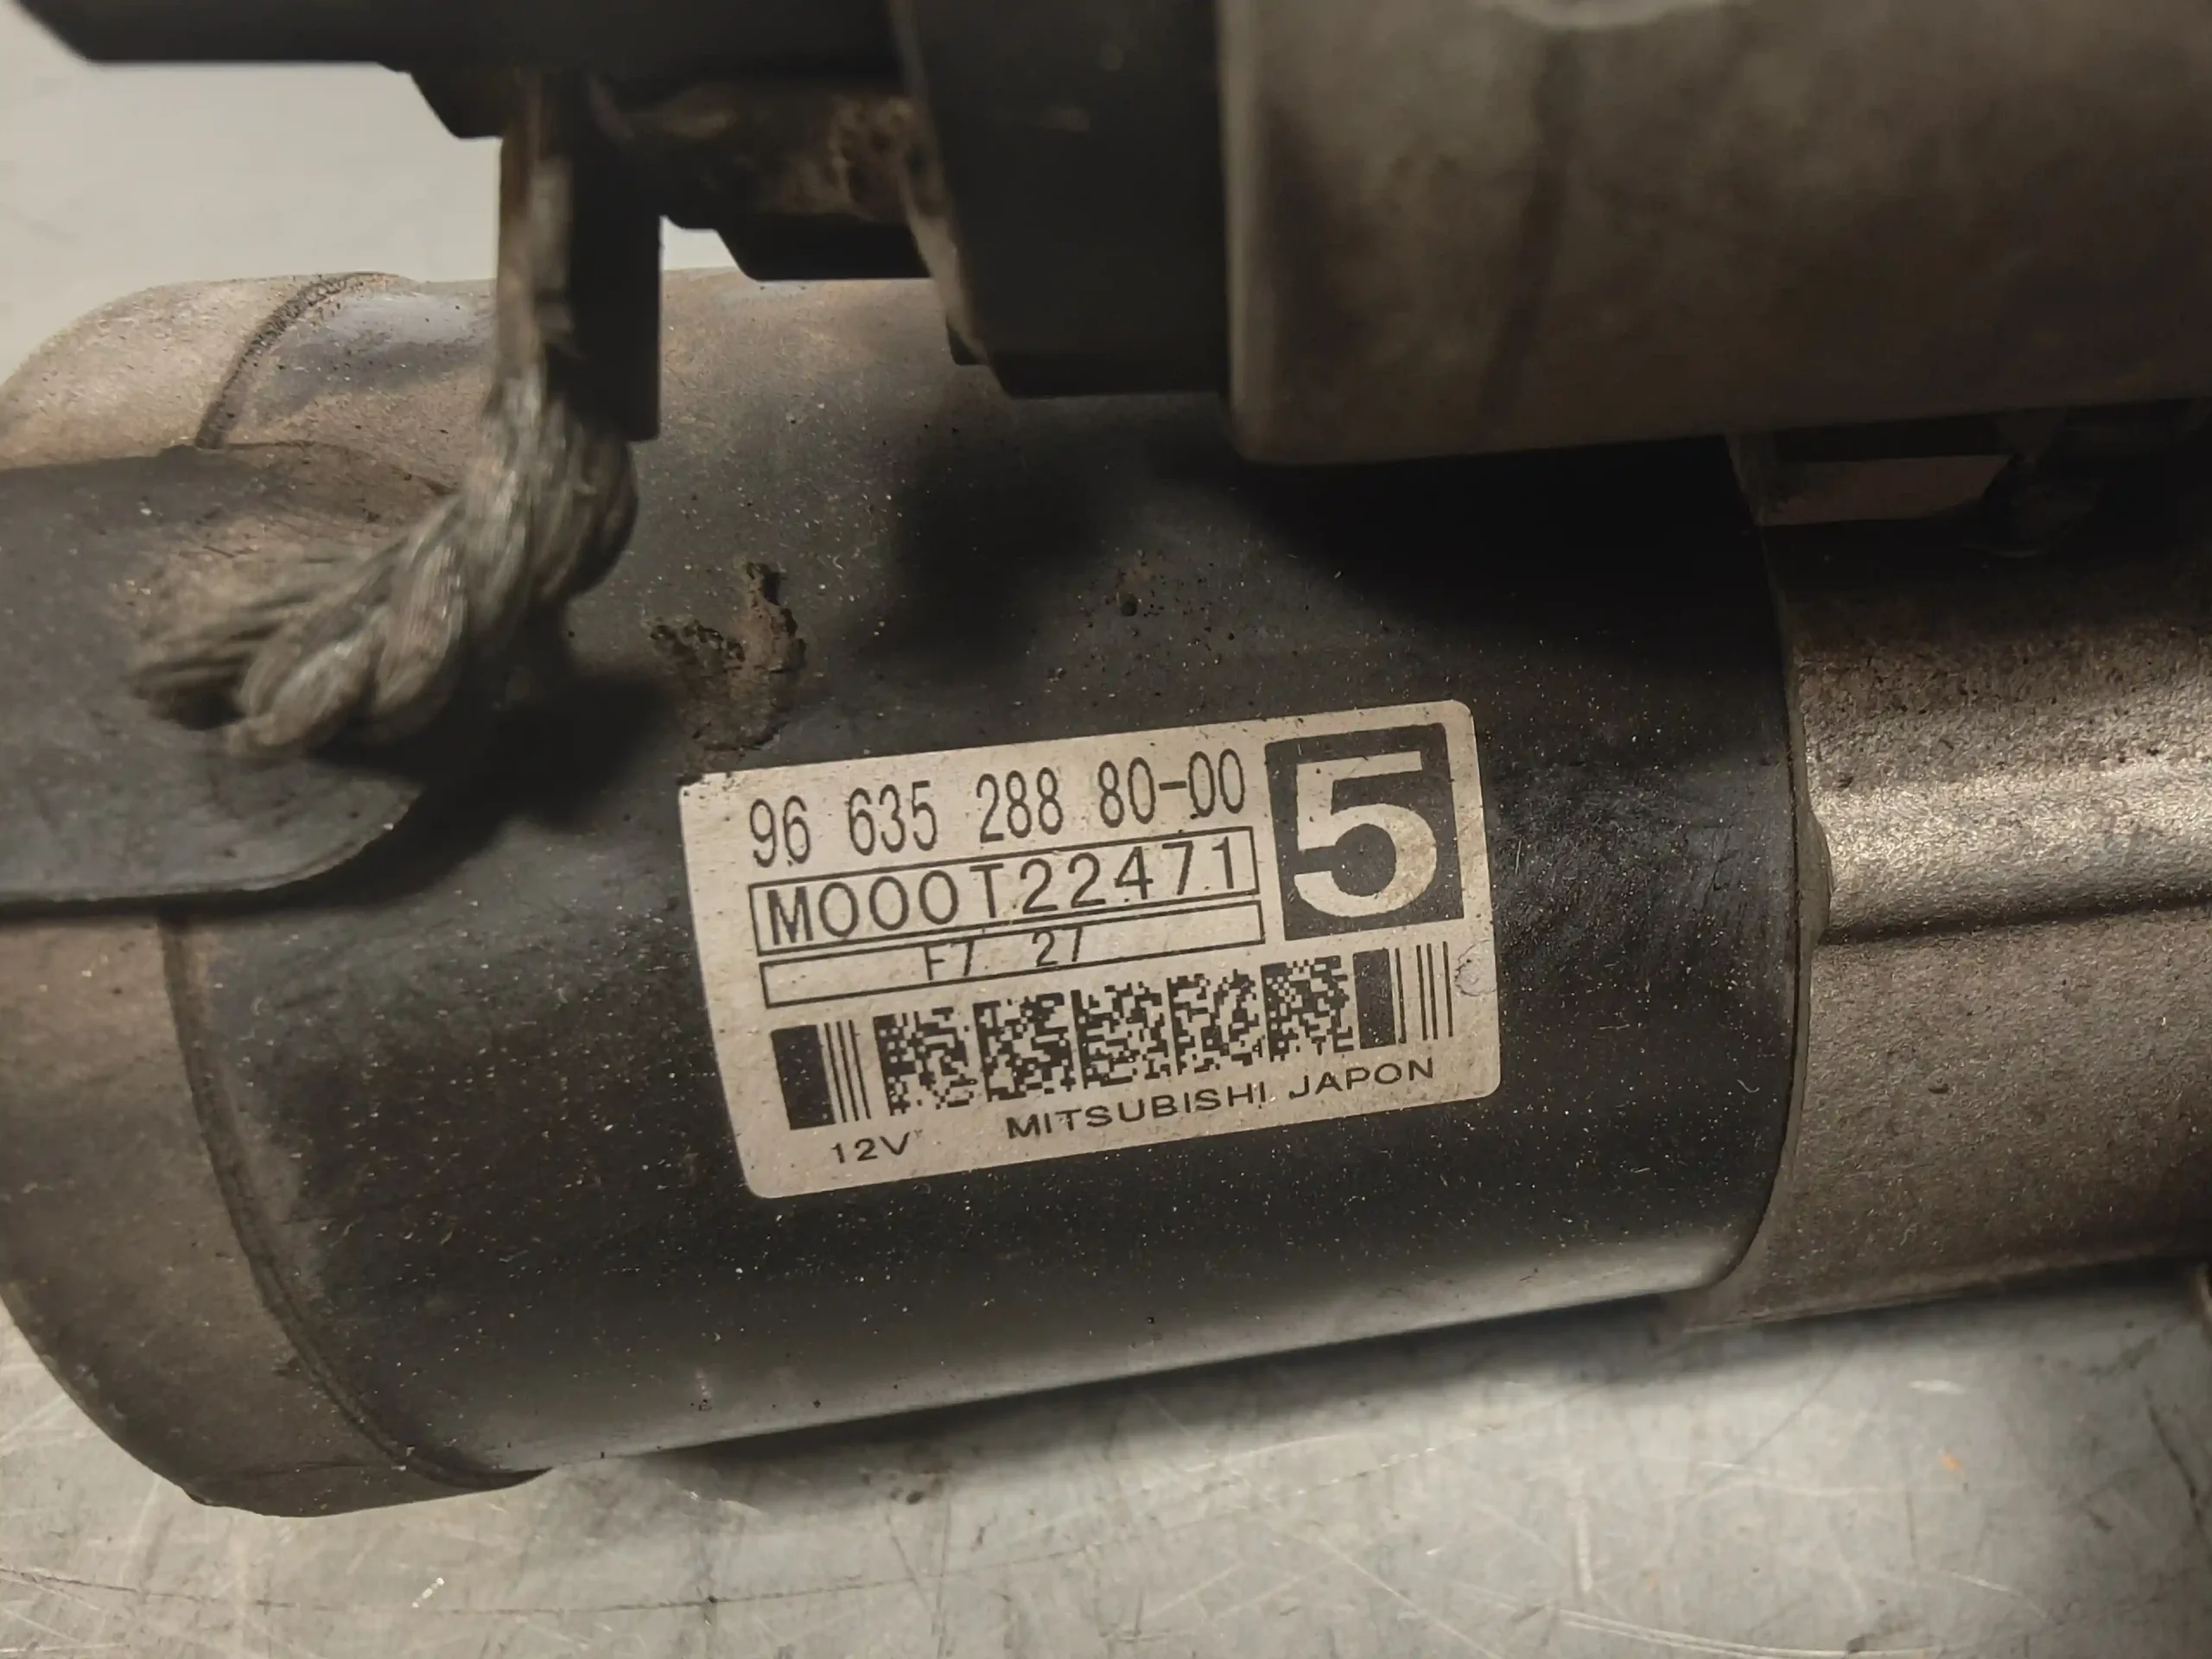 96 635 288 80-00
5
M000T22471
F7 27
12V MITSUBISHI JAPON